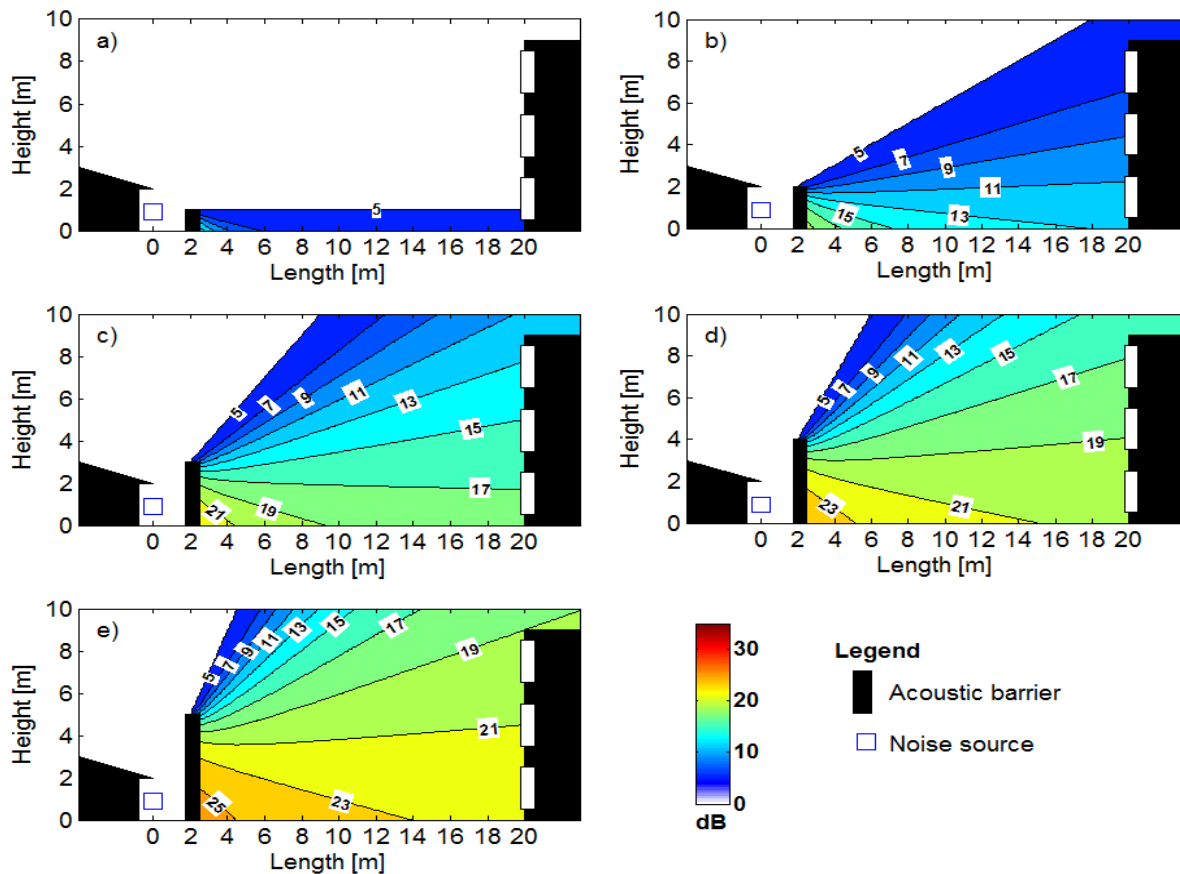 a)
Height [m]
10
8
6
4
2
0
5
0 2 4 6 8 10 12 14 16 18 20
Length [m]
b)
Height [m]
10
8
6
4
2
0
5 7 9 11 13 15
0 2 4 6 8 10 12 14 16 18 20
Length [m]
c)
Height [m]
10
8
6
4
2
0
5 7 9 11 13 15 17 19 21
0 2 4 6 8 10 12 14 16 18 20
Length [m]
d)
Height [m]
10
8
6
4
2
0
5 7 9 11 13 15 17 19 21 23
0 2 4 6 8 10 12 14 16 18 20
Length [m]
e)
Height [m]
10
8
6
4
2
0
5 7 9 11 13 15 17 19 21 23 25
0 2 4 6 8 10 12 14 16 18 20
Length [m]
30
20
10
0
dB
Legend
Acoustic barrier
Noise source